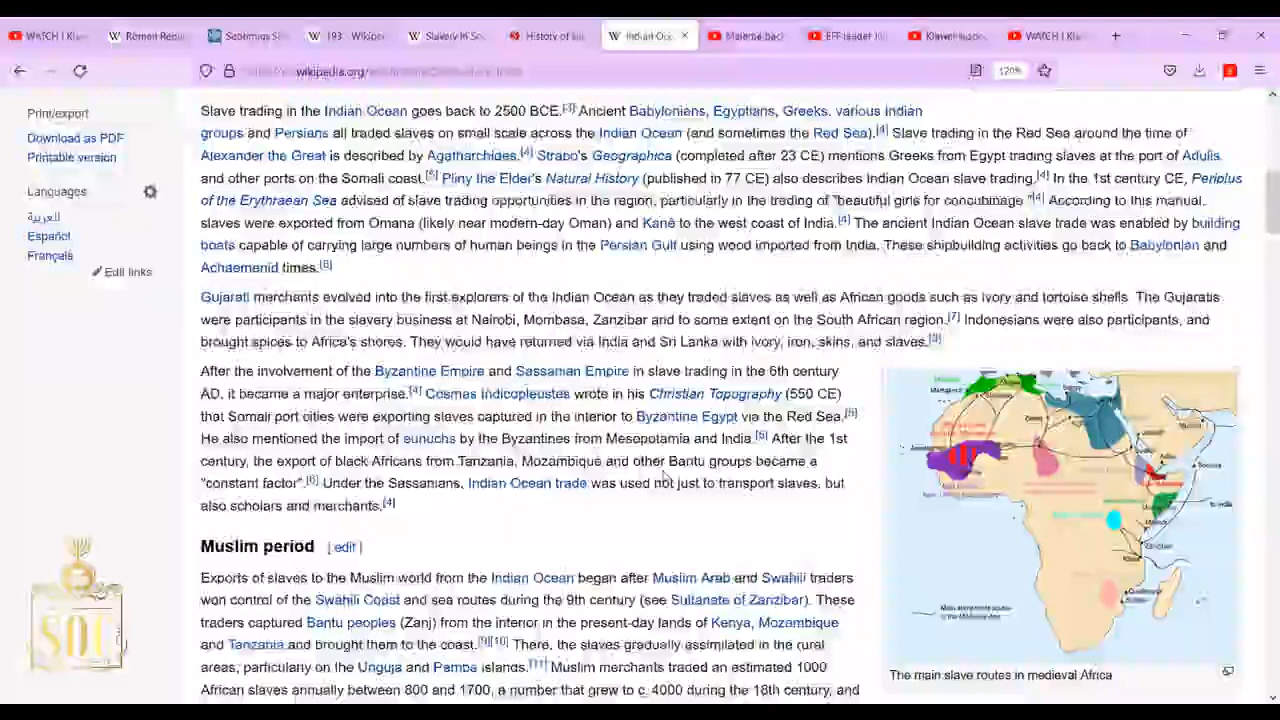 WATCH | Kla
Roman Repu
193 - Wikipe
Slavery in So
History of
Indian Oce
Malema back
EFF leader Jul
WATCH | Kla
wikipedia.org
120%
Print/export
Download as PDF
Printable version
Languages
العربية
Español
Français
Edit links
Slave trading in the Indian Ocean goes back to 2500 BCE.[3] Ancient Babylonians, Egyptians, Greeks, various Indian
groups and Persians all traded slaves on small scale across the Indian Ocean (and sometimes the Red Sea).[4] Slave trading in the Red Sea around the time of
Alexander the Great is described by Agatharchides.[4] Strabo's Geographica (completed after 23 CE) mentions Greeks from Egypt trading slaves at the port of Adulis
and other ports on the Somali coast.[5] Pliny the Elder's Natural History (published in 77 CE) also describes Indian Ocean slave trading.[4] In the 1st century CE, Periplus
of the Erythraean Sea advised of slave trading opportunities in the region, particularly in the trading of "beautiful girls for concubinage."[4] According to this manual,
slaves were exported from Omana (likely near modern-day Oman) and Kanê to the west coast of India.[4] The ancient Indian Ocean slave trade was enabled by building
boats capable of carrying large numbers of human beings in the Persian Gulf using wood imported from India. These shipbuilding activities go back to Babylonian and
Achaemenid times.[6]
Gujarati merchants evolved into the first explorers of the Indian Ocean as they traded slaves as well as African goods such as ivory and tortoise shells. The Gujaratis
were participants in the slavery business at Nairobi, Mombasa, Zanzibar and to some extent on the South African region.[7] Indonesians were also participants, and
brought spices to Africa's shores. They would have returned via India and Sri Lanka with ivory, iron, skins, and slaves.[8]
After the involvement of the Byzantine Empire and Sassanian Empire in slave trading in the 6th century
AD, it became a major enterprise.[4] Cosmas Indicopleustes wrote in his Christian Topography (550 CE)
that Somali port cities were exporting slaves captured in the interior to Byzantine Egypt via the Red Sea.[5]
He also mentioned the import of eunuchs by the Byzantines from Mesopotamia and India.[5] After the 1st
century, the export of black Africans from Tanzania, Mozambique and other Bantu groups became a
"constant factor".[6] Under the Sassanians, Indian Ocean trade was used not just to transport slaves, but
also scholars and merchants.[4]
Muslim period [ edit ]
Exports of slaves to the Muslim world from the Indian Ocean began after Muslim Arab and Swahili traders
won control of the Swahili Coast and sea routes during the 9th century (see Sultanate of Zanzibar). These
traders captured Bantu peoples (Zanj) from the interior in the present-day lands of Kenya, Mozambique
and Tanzania and brought them to the coast.[9][10] There, the slaves gradually assimilated in the rural
areas, particularly on the Unguja and Pemba islands.[11] Muslim merchants traded an estimated 1000
African slaves annually between 800 and 1700, a number that grew to c. 4000 during the 18th century, and
to India
The main slave routes in medieval Africa